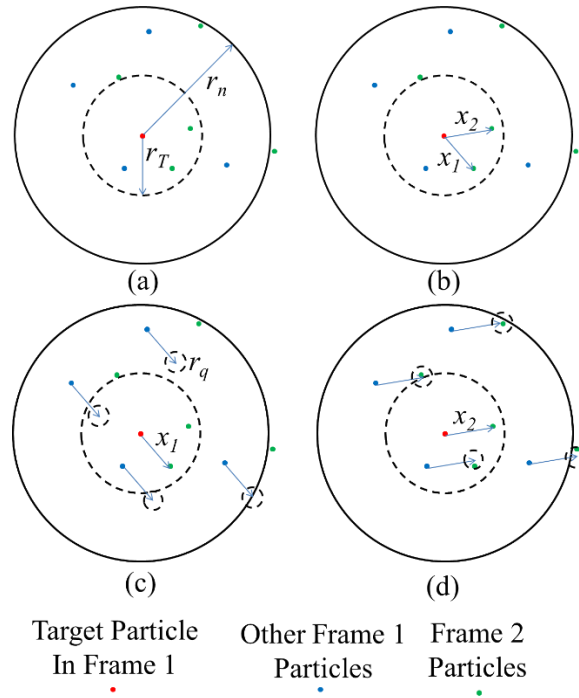 r_n
r_T
(a)
x_2
x_1
(b)
r_q
x_1
(c)
x_2
(d)
Target Particle
In Frame 1
Other Frame 1
Particles
Frame 2
Particles